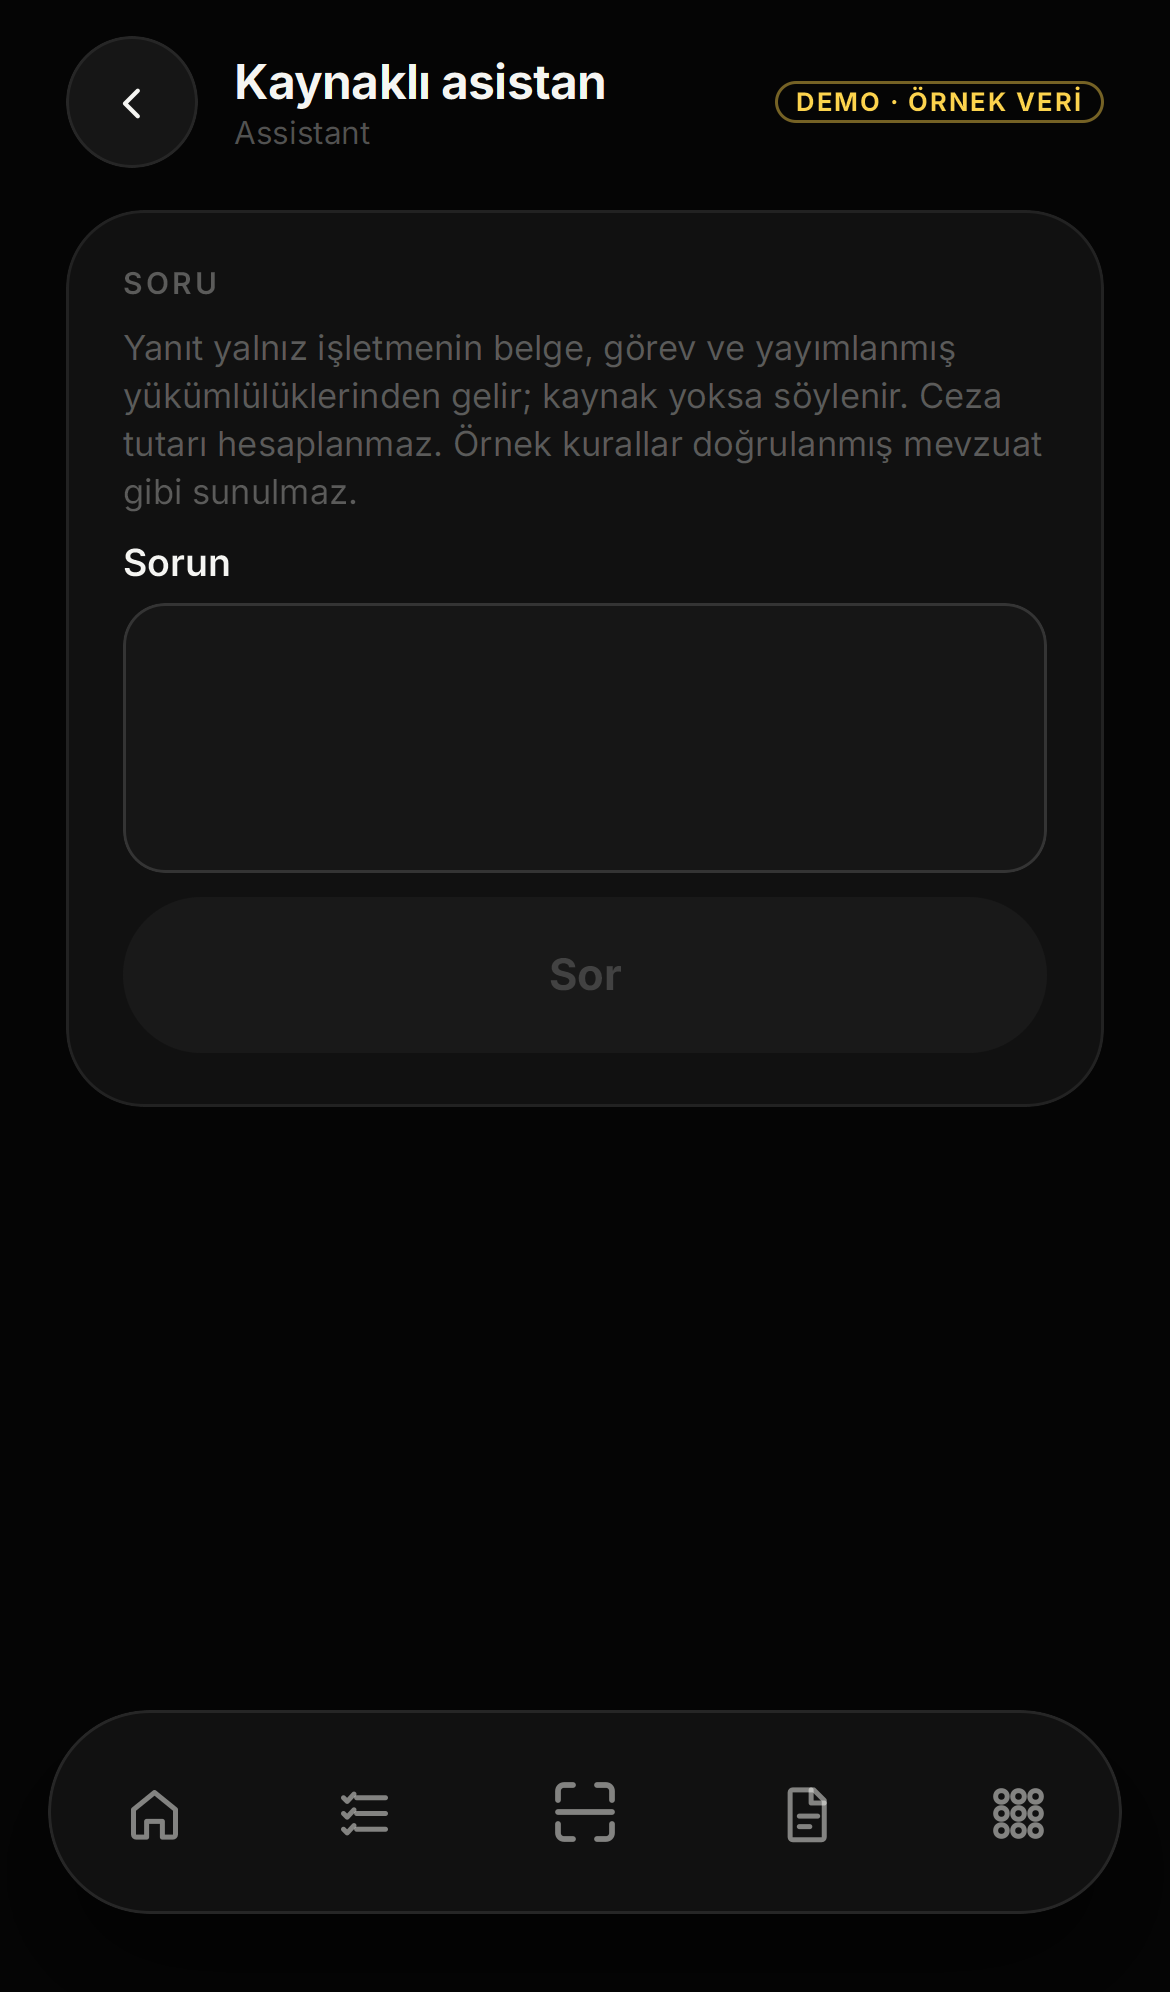 Kaynaklı asistan
Assistant
DEMO · ÖRNEK VERİ
SORU
Yanıt yalnız işletmenin belge, görev ve yayımlanmış
yükümlülüklerinden gelir; kaynak yoksa söylenir. Ceza
tutarı hesaplanmaz. Örnek kurallar doğrulanmış mevzuat
gibi sunulmaz.
Sorun
Sor